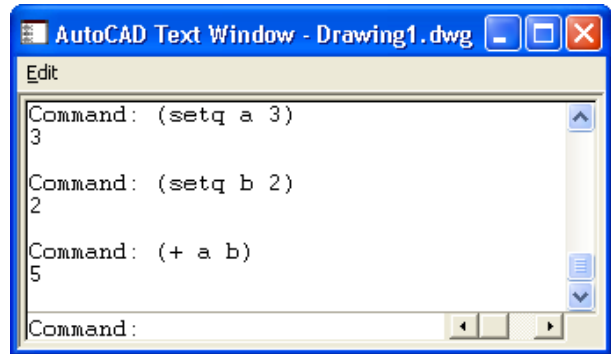 AutoCAD Text Window - Drawing1.dwg
Edit
Command: (setq a 3)
3
Command: (setq b 2)
2
Command: (+ a b)
5
Command: